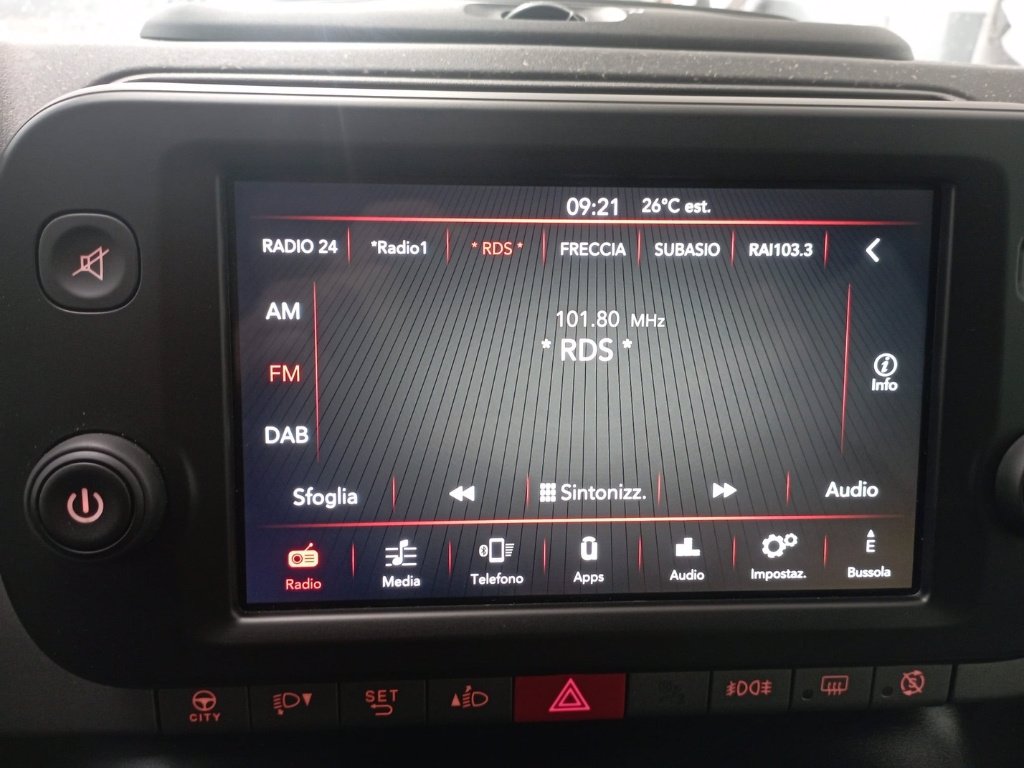 09:21 26°C est.
RADIO 24 *Radio1 * RDS * FRECCIA SUBASIO RAI103.3
AM
101.80 MHz
* RDS *
FM
Info
DAB
Sfoglia Sintonizz. Audio
Radio Media Telefono Apps Audio Impostaz. E Bussola
CITY SET